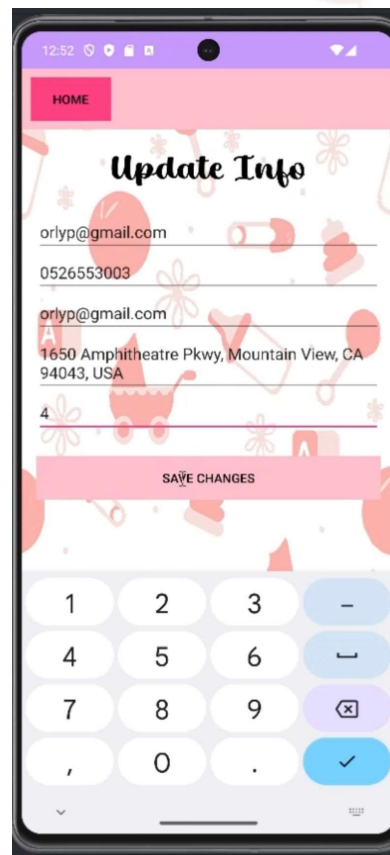 12:52
HOME
Update Info
orlyp@gmail.com
0526553003
orlyp@gmail.com
1650 Amphitheatre Pkwy, Mountain View, CA
94043, USA
4
SAVE CHANGES
1 2 3 –
4 5 6
7 8 9
, 0 .